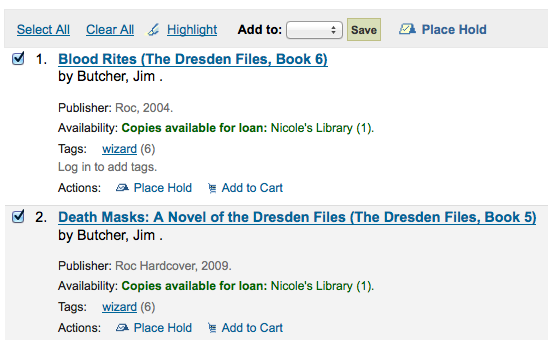 Select All Clear All Highlight Add to: Save Place Hold
1. Blood Rites (The Dresden Files, Book 6)
by Butcher, Jim .
Publisher: Roc, 2004.
Availability: Copies available for loan: Nicole's Library (1).
Tags: wizard (6)
Log in to add tags.
Actions: Place Hold Add to Cart
2. Death Masks: A Novel of the Dresden Files (The Dresden Files, Book 5)
by Butcher, Jim .
Publisher: Roc Hardcover, 2009.
Availability: Copies available for loan: Nicole's Library (1).
Tags: wizard (6)
Actions: Place Hold Add to Cart